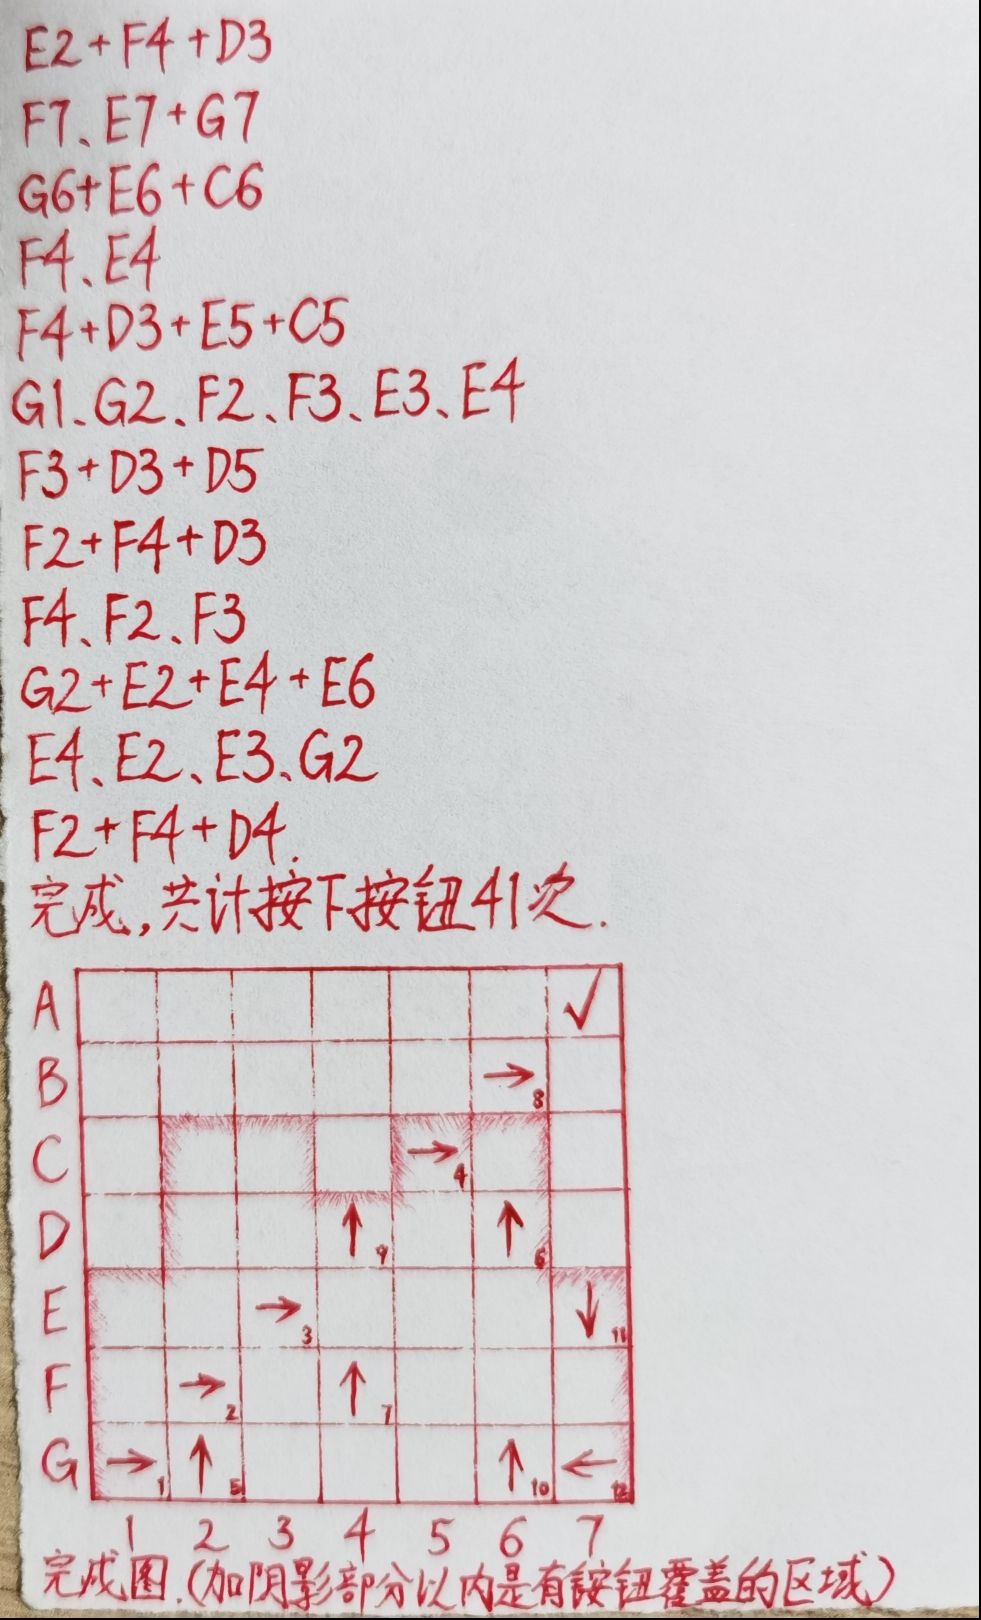 E2+F4+D3
F7、E7+G7
G6+E6+C6
F4、E4
F4+D3+E5+C5
G1、G2、F2、F3、E3、E4
F3+D3+D5
F2+F4+D3
F4、F2、F3
G2+E2+E4+E6
E4、E2、E3、G2
F2+F4+D4.
完成,共计按下按钮41次.
A ✓
B → 8
C → 4
D ↑ 9 ↑ 6
E → 3 ↓ 11
F → 2 ↑ 7
G → 1 ↑ 5 ↑ 10 ← 12
1 2 3 4 5 6 7
完成图.(加阴影部分以内是有按钮覆盖的区域)